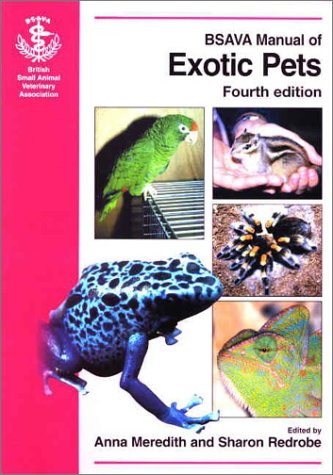 BSAVA
British
Small Animal
Veterinary
Association
BSAVA Manual of
Exotic Pets
Fourth edition
Edited by
Anna Meredith and Sharon Redrobe